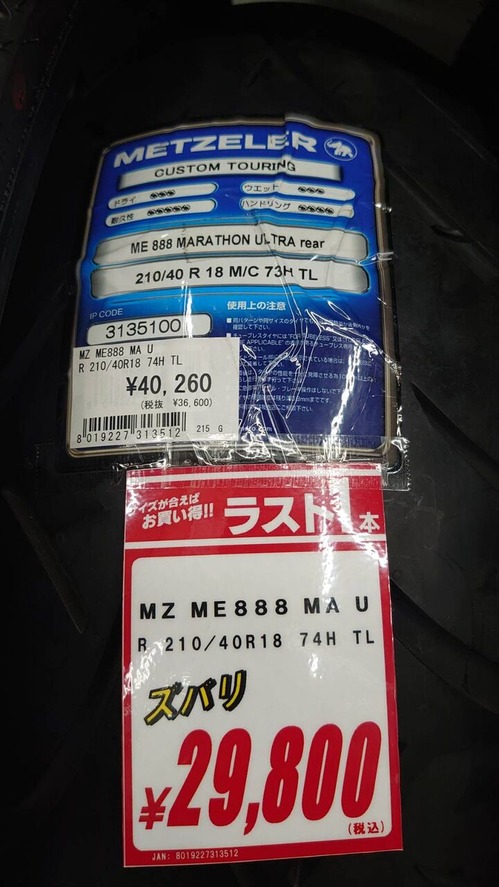 METZELER
CUSTOM TOURING
ドライ
ウエット
耐久性
ハンドリング
ME 888 MARATHON ULTRA rear
210/40 R 18 M/C 73H TL
IP CODE
使用上の注意
3135100
MZ ME888 MA U
R 210/40R18 74H TL
¥40,260
(税抜 ¥36,600)
8019227313512 215 G
サイズが合えば
お買い得!! ラスト1本
MZ ME888 MA U
R 210/40R18 74H TL
ズバリ
¥29,800
(税込)
JAN: 8019227313512